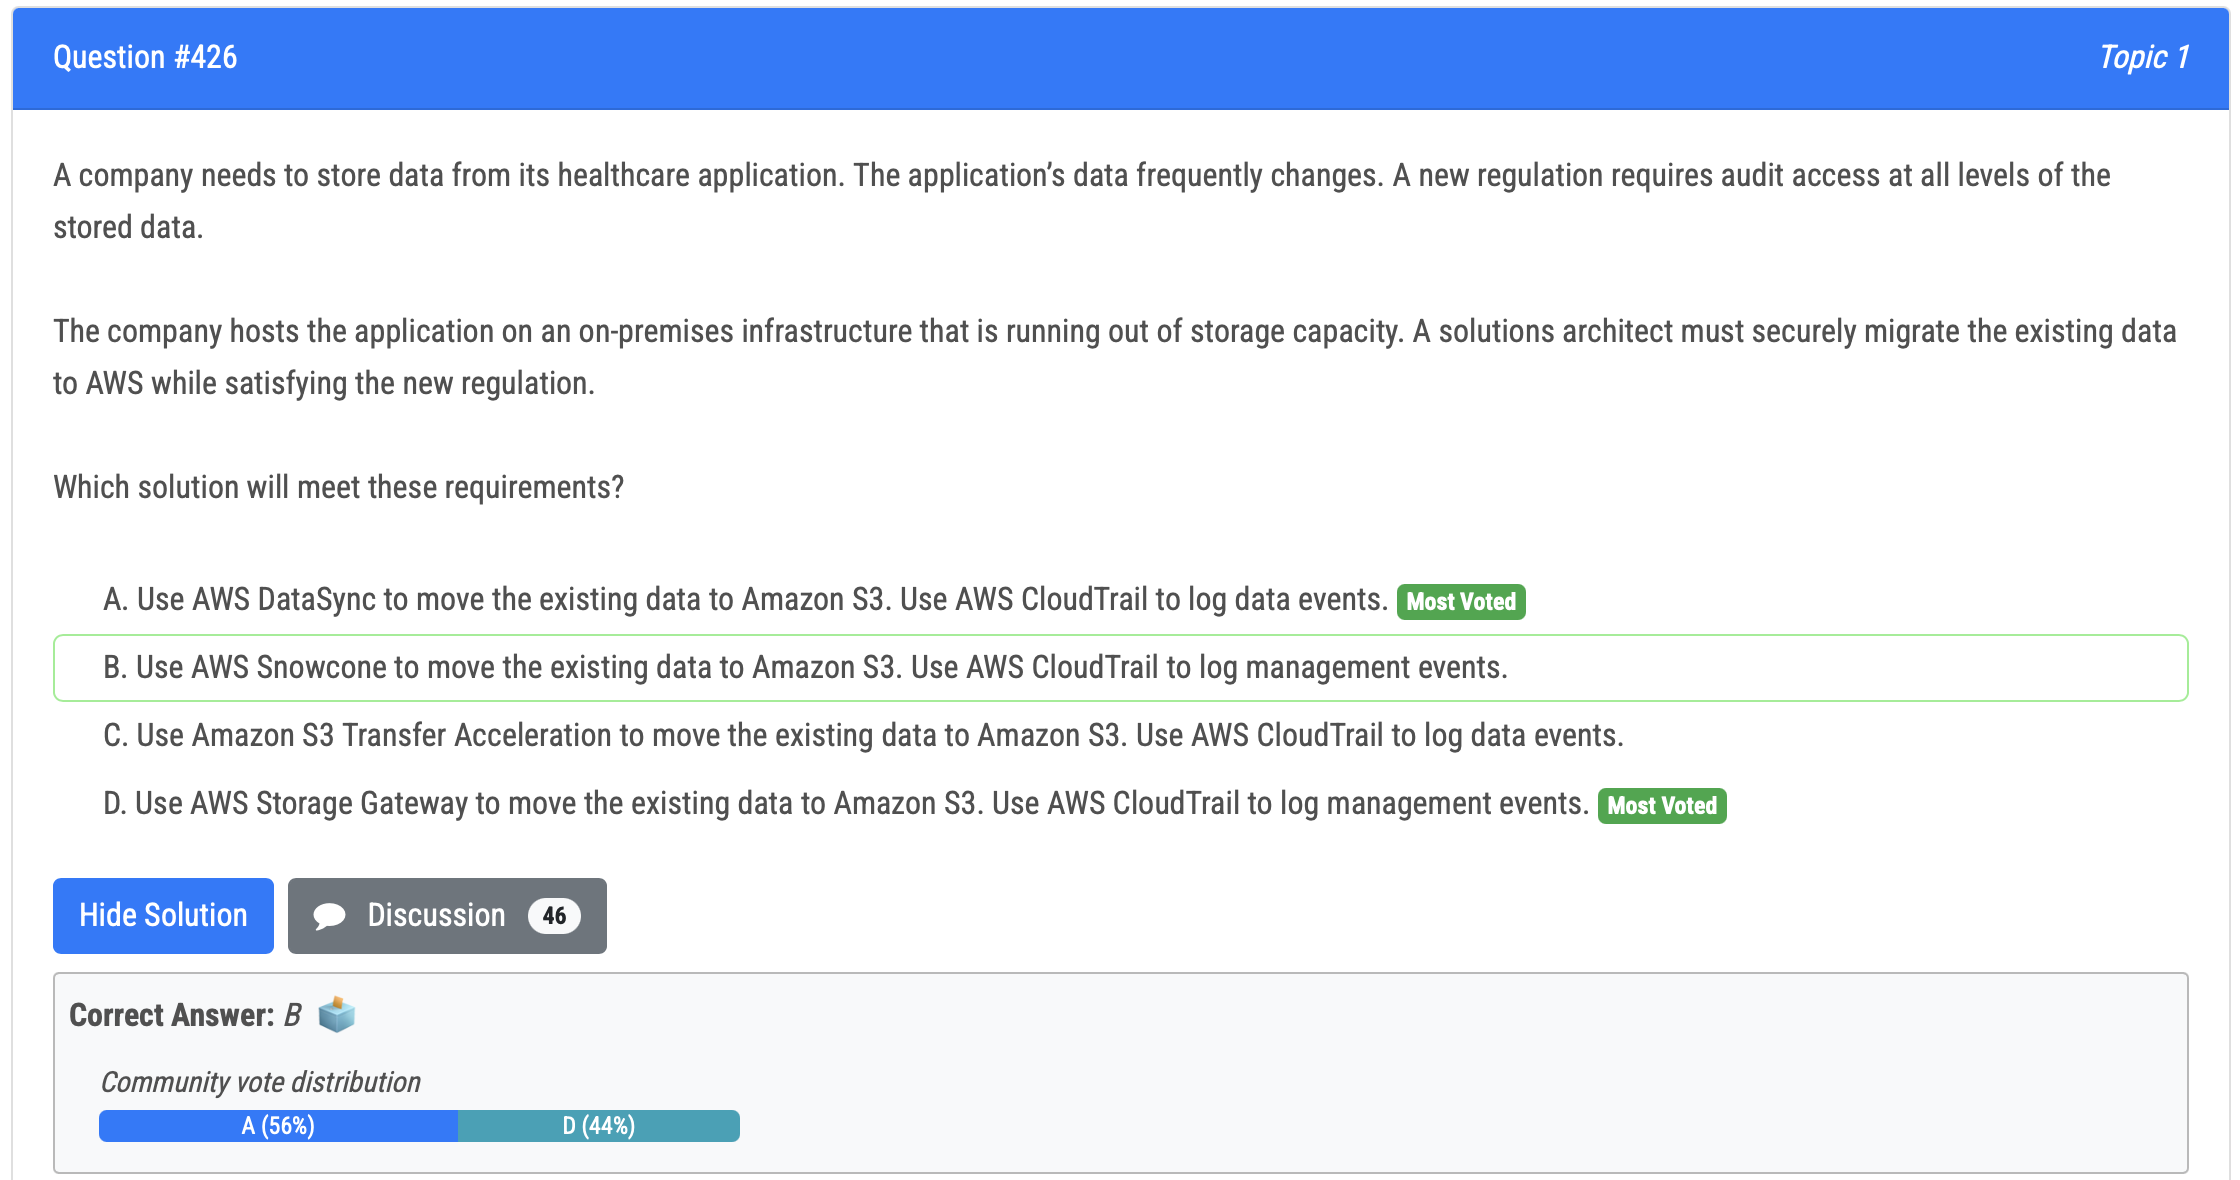 Question #426
Topic 1
A company needs to store data from its healthcare application. The application’s data frequently changes. A new regulation requires audit access at all levels of the
stored data.
The company hosts the application on an on-premises infrastructure that is running out of storage capacity. A solutions architect must securely migrate the existing data
to AWS while satisfying the new regulation.
Which solution will meet these requirements?
A. Use AWS DataSync to move the existing data to Amazon S3. Use AWS CloudTrail to log data events. Most Voted
B. Use AWS Snowcone to move the existing data to Amazon S3. Use AWS CloudTrail to log management events.
C. Use Amazon S3 Transfer Acceleration to move the existing data to Amazon S3. Use AWS CloudTrail to log data events.
D. Use AWS Storage Gateway to move the existing data to Amazon S3. Use AWS CloudTrail to log management events. Most Voted
Hide Solution
Discussion 46
Correct Answer: B
Community vote distribution
A (56%)
D (44%)